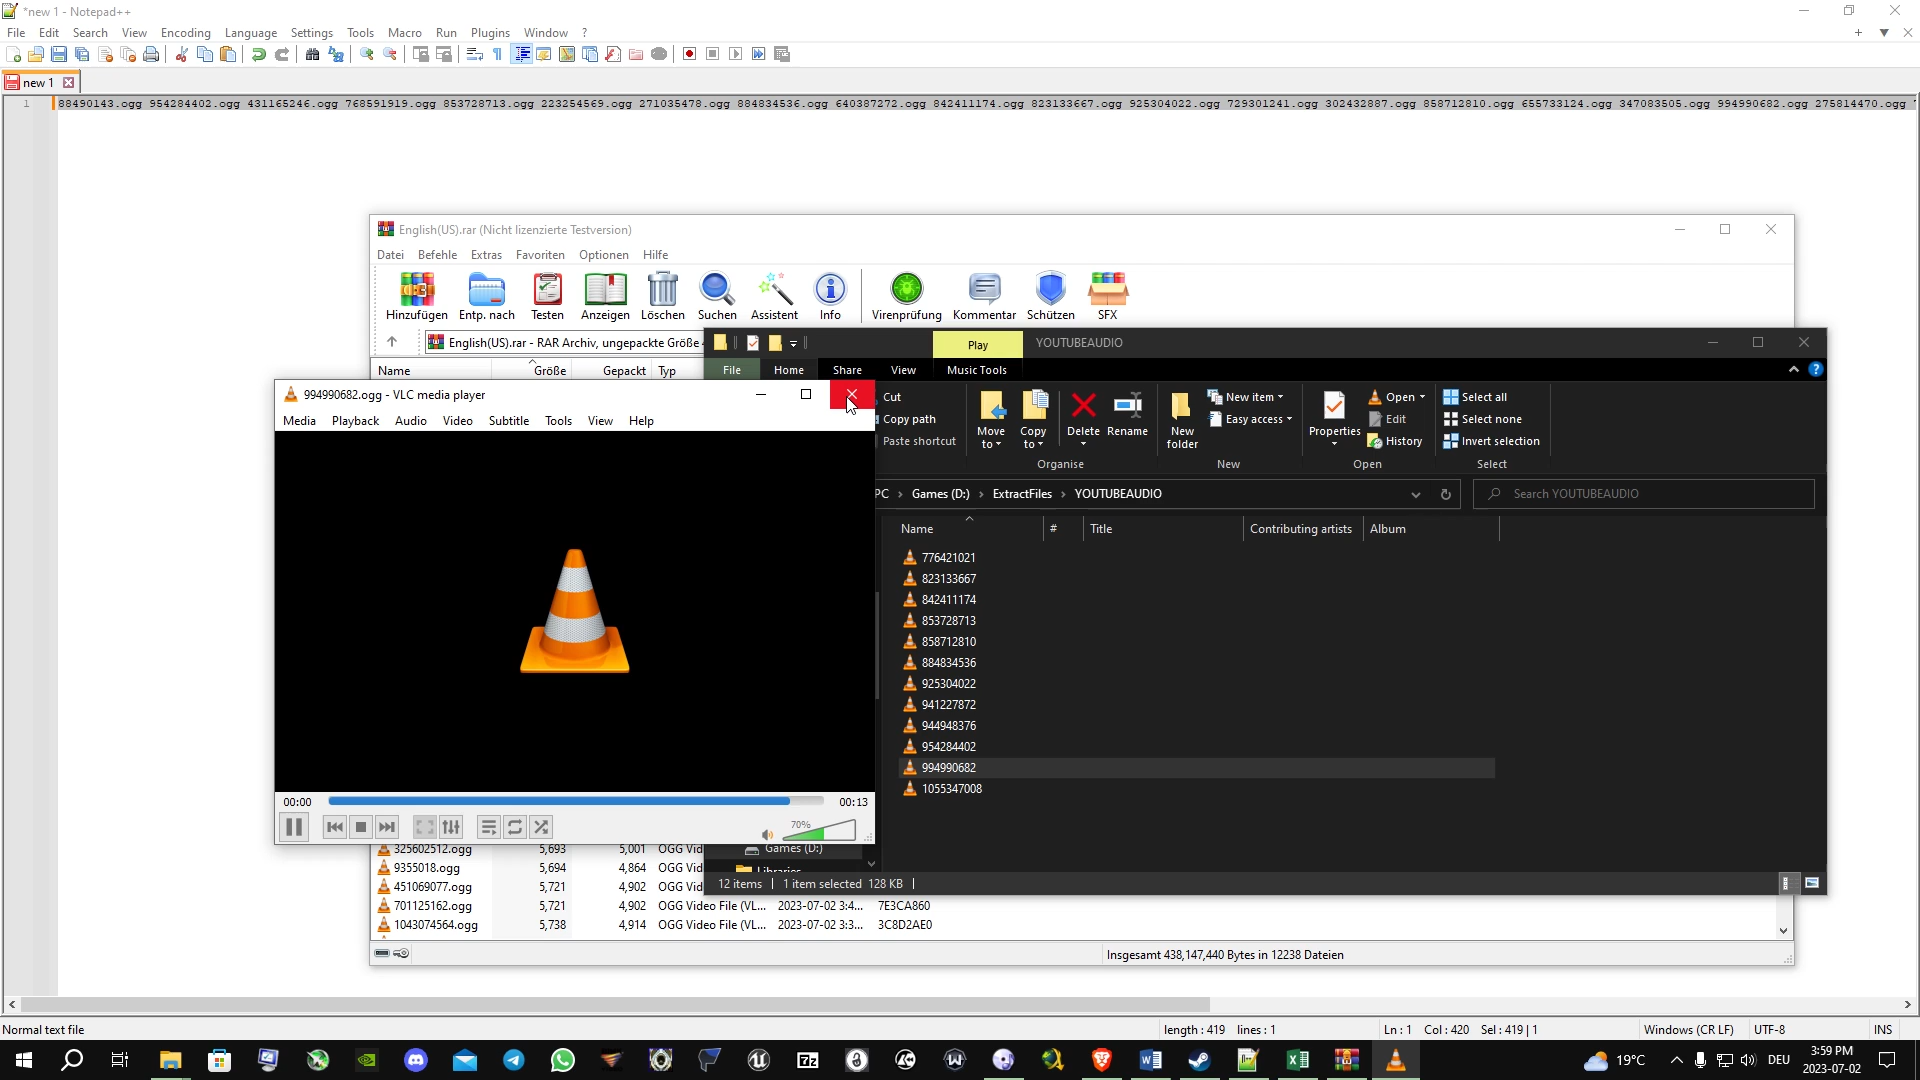 *new 1 - Notepad++
File Edit Search View Encoding Language Settings Tools Macro Run Plugins Window ?
new 1
1 88490143.ogg 954284402.ogg 431165246.ogg 768591919.ogg 853728713.ogg 223254569.ogg 271035478.ogg 884834536.ogg 640387272.ogg 842411174.ogg 823133667.ogg 925304022.ogg 729301241.ogg 302432887.ogg 858712810.ogg 655733124.ogg 347083505.ogg 994990682.ogg 275814470.ogg
English(US).rar (Nicht lizenzierte Testversion)
Datei Befehle Extras Favoriten Optionen Hilfe
Hinzufügen Entp. nach Testen Anzeigen Löschen Suchen Assistent Info Virenprüfung Kommentar Schützen SFX
English(US).rar - RAR Archiv, ungepackte Größe
Name Größe Gepackt Typ
Play YOUTUBEAUDIO
File Home Share View Music Tools
994990682.ogg - VLC media player
Media Playback Audio Video Subtitle Tools View Help
Cut
Copy path
Paste shortcut
Move to
Copy to
Delete
Rename
Organise
New folder
New item
Easy access
New
Properties
Open
Edit
History
Open
Select all
Select none
Invert selection
Select
PC > Games (D:) > ExtractFiles > YOUTUBEAUDIO
Search YOUTUBEAUDIO
Name # Title Contributing artists Album
776421021
823133667
842411174
853728713
858712810
884834536
925304022
941227872
944948376
954284402
994990682
1055347008
00:00 00:13
70%
Games (D:)
Libraries
12 items 1 item selected 128 KB
325602512.ogg 5,693 5,001 OGG Vid
9355018.ogg 5,694 4,864 OGG Vid
451069077.ogg 5,721 4,902 OGG Vid
701125162.ogg 5,721 4,902 OGG Video File (VL... 2023-07-02 3:4... 7E3CA860
1043074564.ogg 5,738 4,914 OGG Video File (VL... 2023-07-02 3:3... 3C8D2AE0
Insgesamt 438,147,440 Bytes in 12238 Dateien
Normal text file length : 419 lines : 1 Ln : 1 Col : 420 Sel : 419 | 1 Windows (CR LF) UTF-8 INS
19°C DEU 3:59 PM
2023-07-02